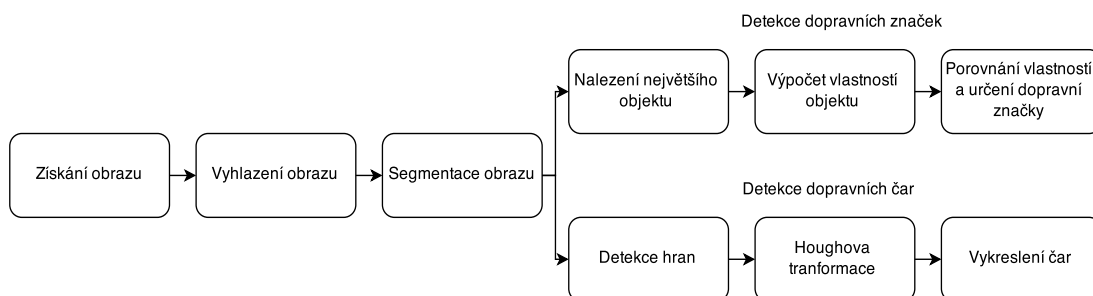 Detekce dopravních značek
Nalezení největšího
objektu
Výpočet vlastností
objektu
Porovnání vlastností
a určení dopravní
značky
Získání obrazu
Vyhlazení obrazu
Segmentace obrazu
Detekce dopravních čar
Detekce hran
Houghova
tranformace
Vykreslení čar